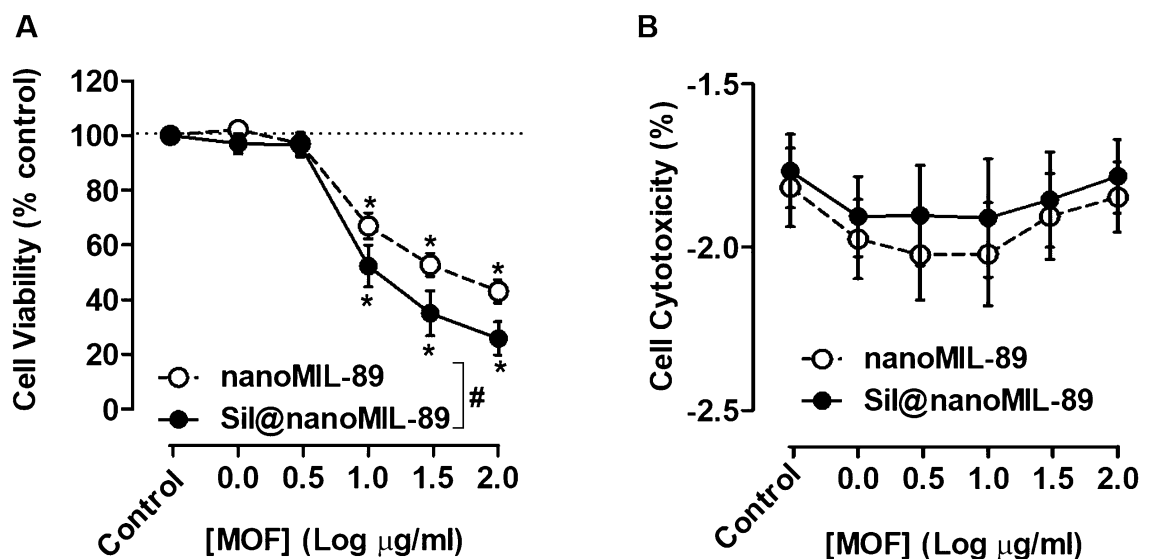 A
Cell Viability (% control)
120
100
80
60
40
20
0
*
*
*
*
*
*
nanoMIL-89
Sil@nanoMIL-89
#
Control
0.0
0.5
1.0
1.5
2.0
[MOF] (Log μg/ml)
B
Cell Cytotoxicity (%)
-1.5
-2.0
-2.5
nanoMIL-89
Sil@nanoMIL-89
Control
0.0
0.5
1.0
1.5
2.0
[MOF] (Log μg/ml)